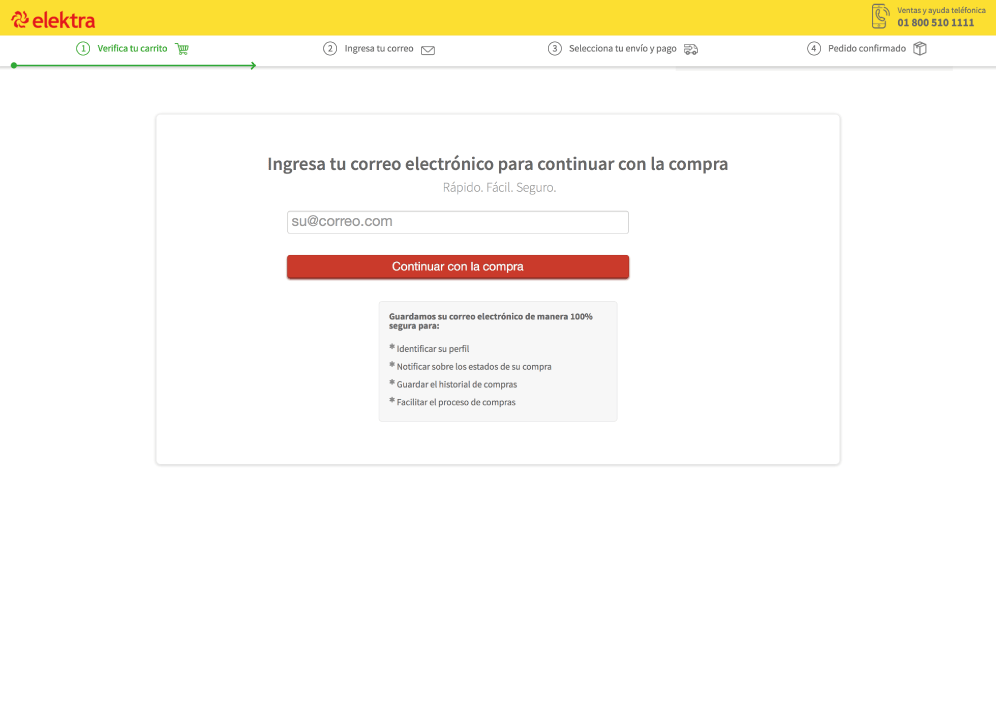 elektra
Ventas y ayuda teléfonica
01 800 510 1111
1 Verifica tu carrito
2 Ingresa tu correo
3 Selecciona tu envío y pago
4 Pedido confirmado
Ingresa tu correo electrónico para continuar con la compra
Rápido. Fácil. Seguro.
su@correo.com
Continuar con la compra
Guardamos su correo electrónico de manera 100%
segura para:
* Identificar su perfil
* Notificar sobre los estados de su compra
* Guardar el historial de compras
* Facilitar el proceso de compras